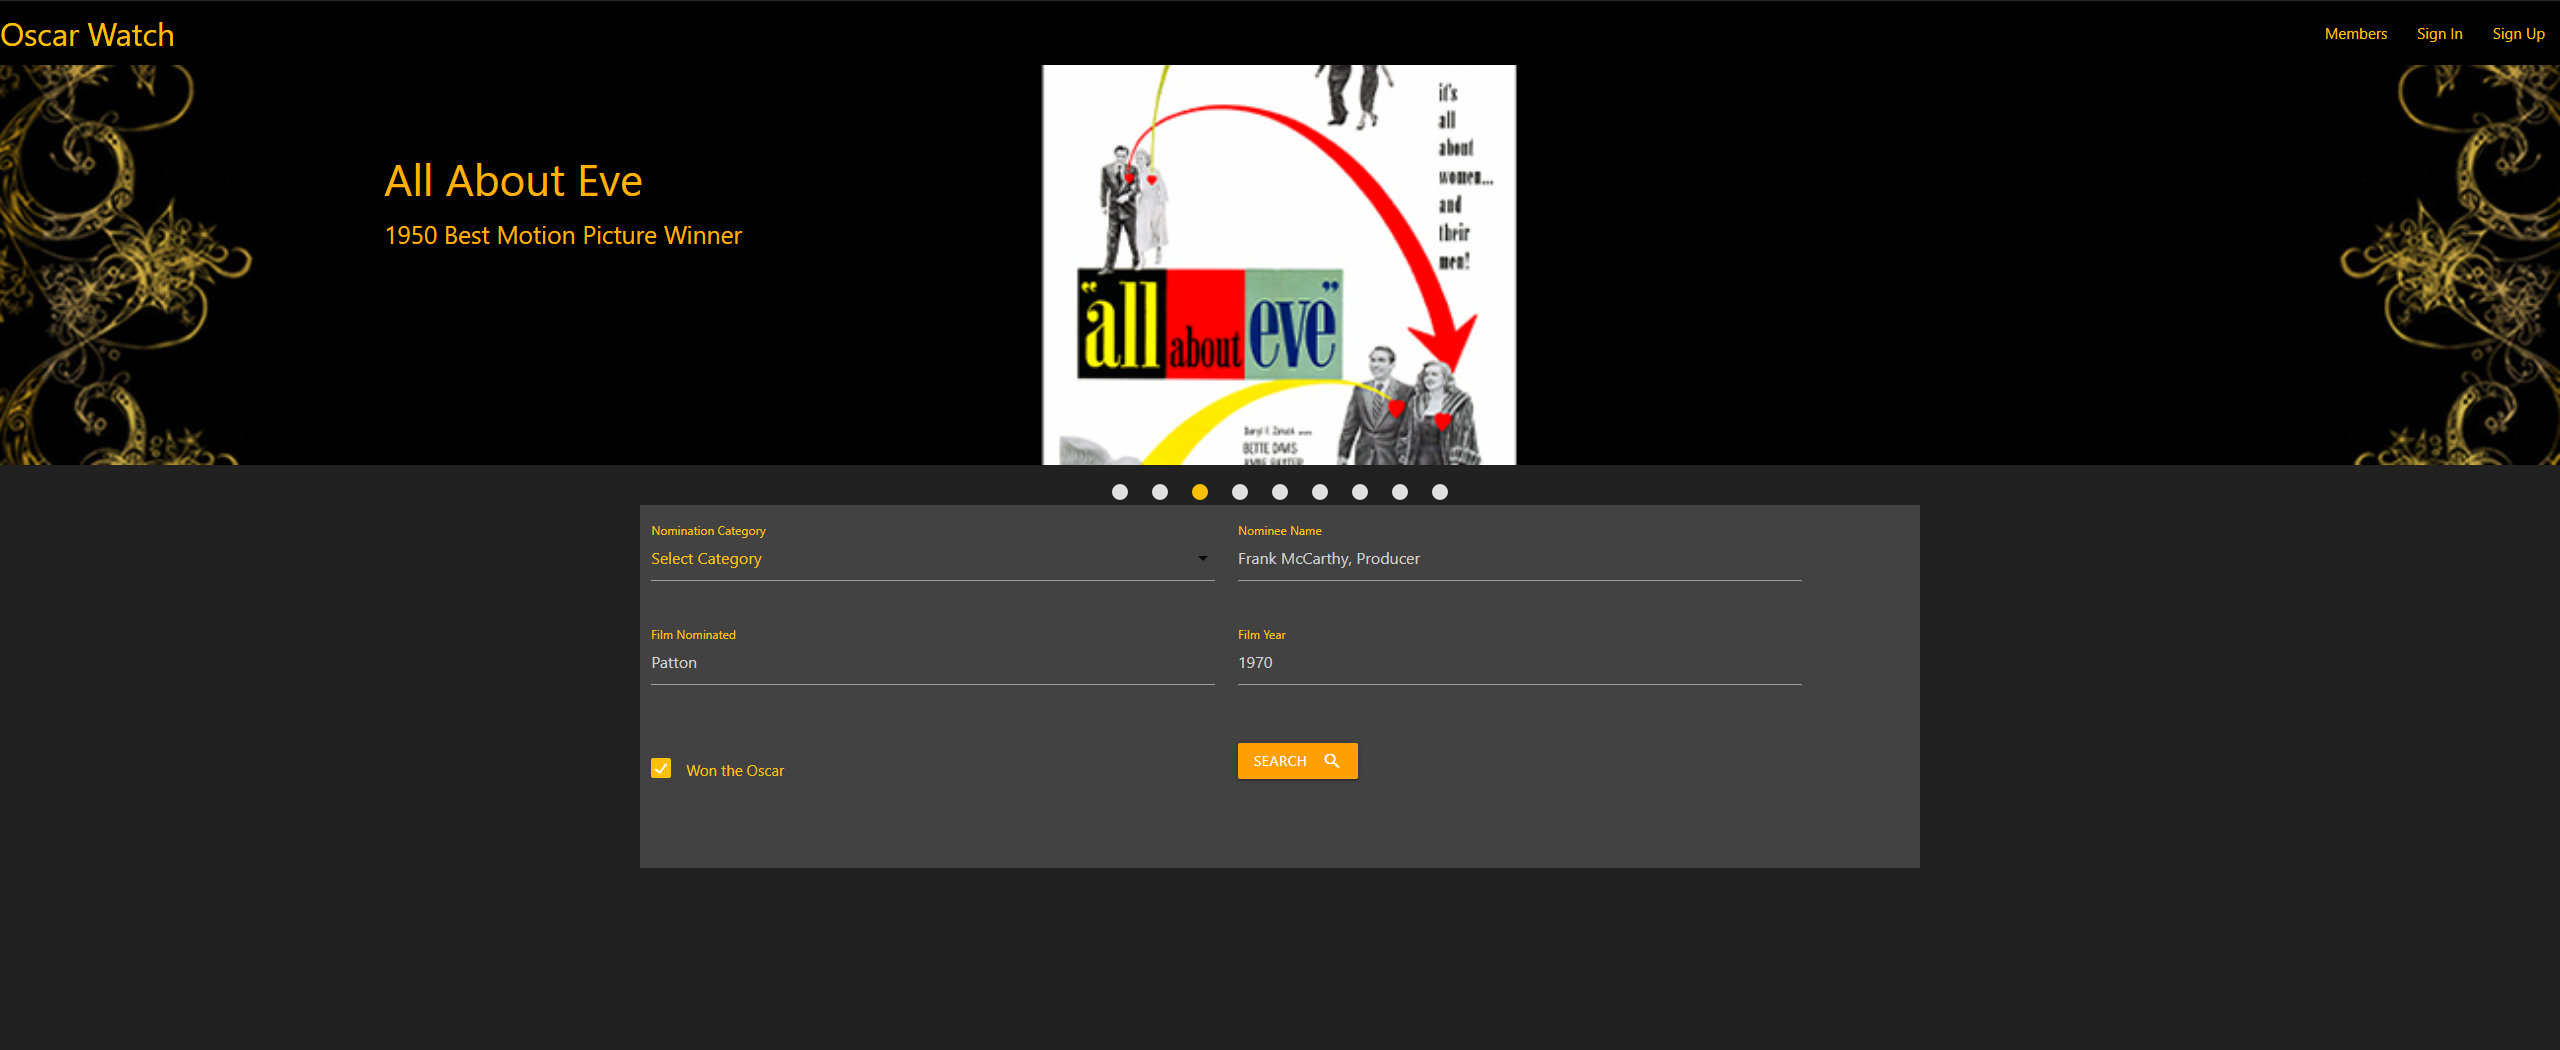 Oscar Watch
Members
Sign In
Sign Up
All About Eve
1950 Best Motion Picture Winner
it's
all
about
women...
and
their
men!
"all about eve"
Darryl F. Zanuck
BETTE DAVIS
ANNE BAXTER
Nomination Category
Select Category
Nominee Name
Frank McCarthy, Producer
Film Nominated
Patton
Film Year
1970
Won the Oscar
SEARCH